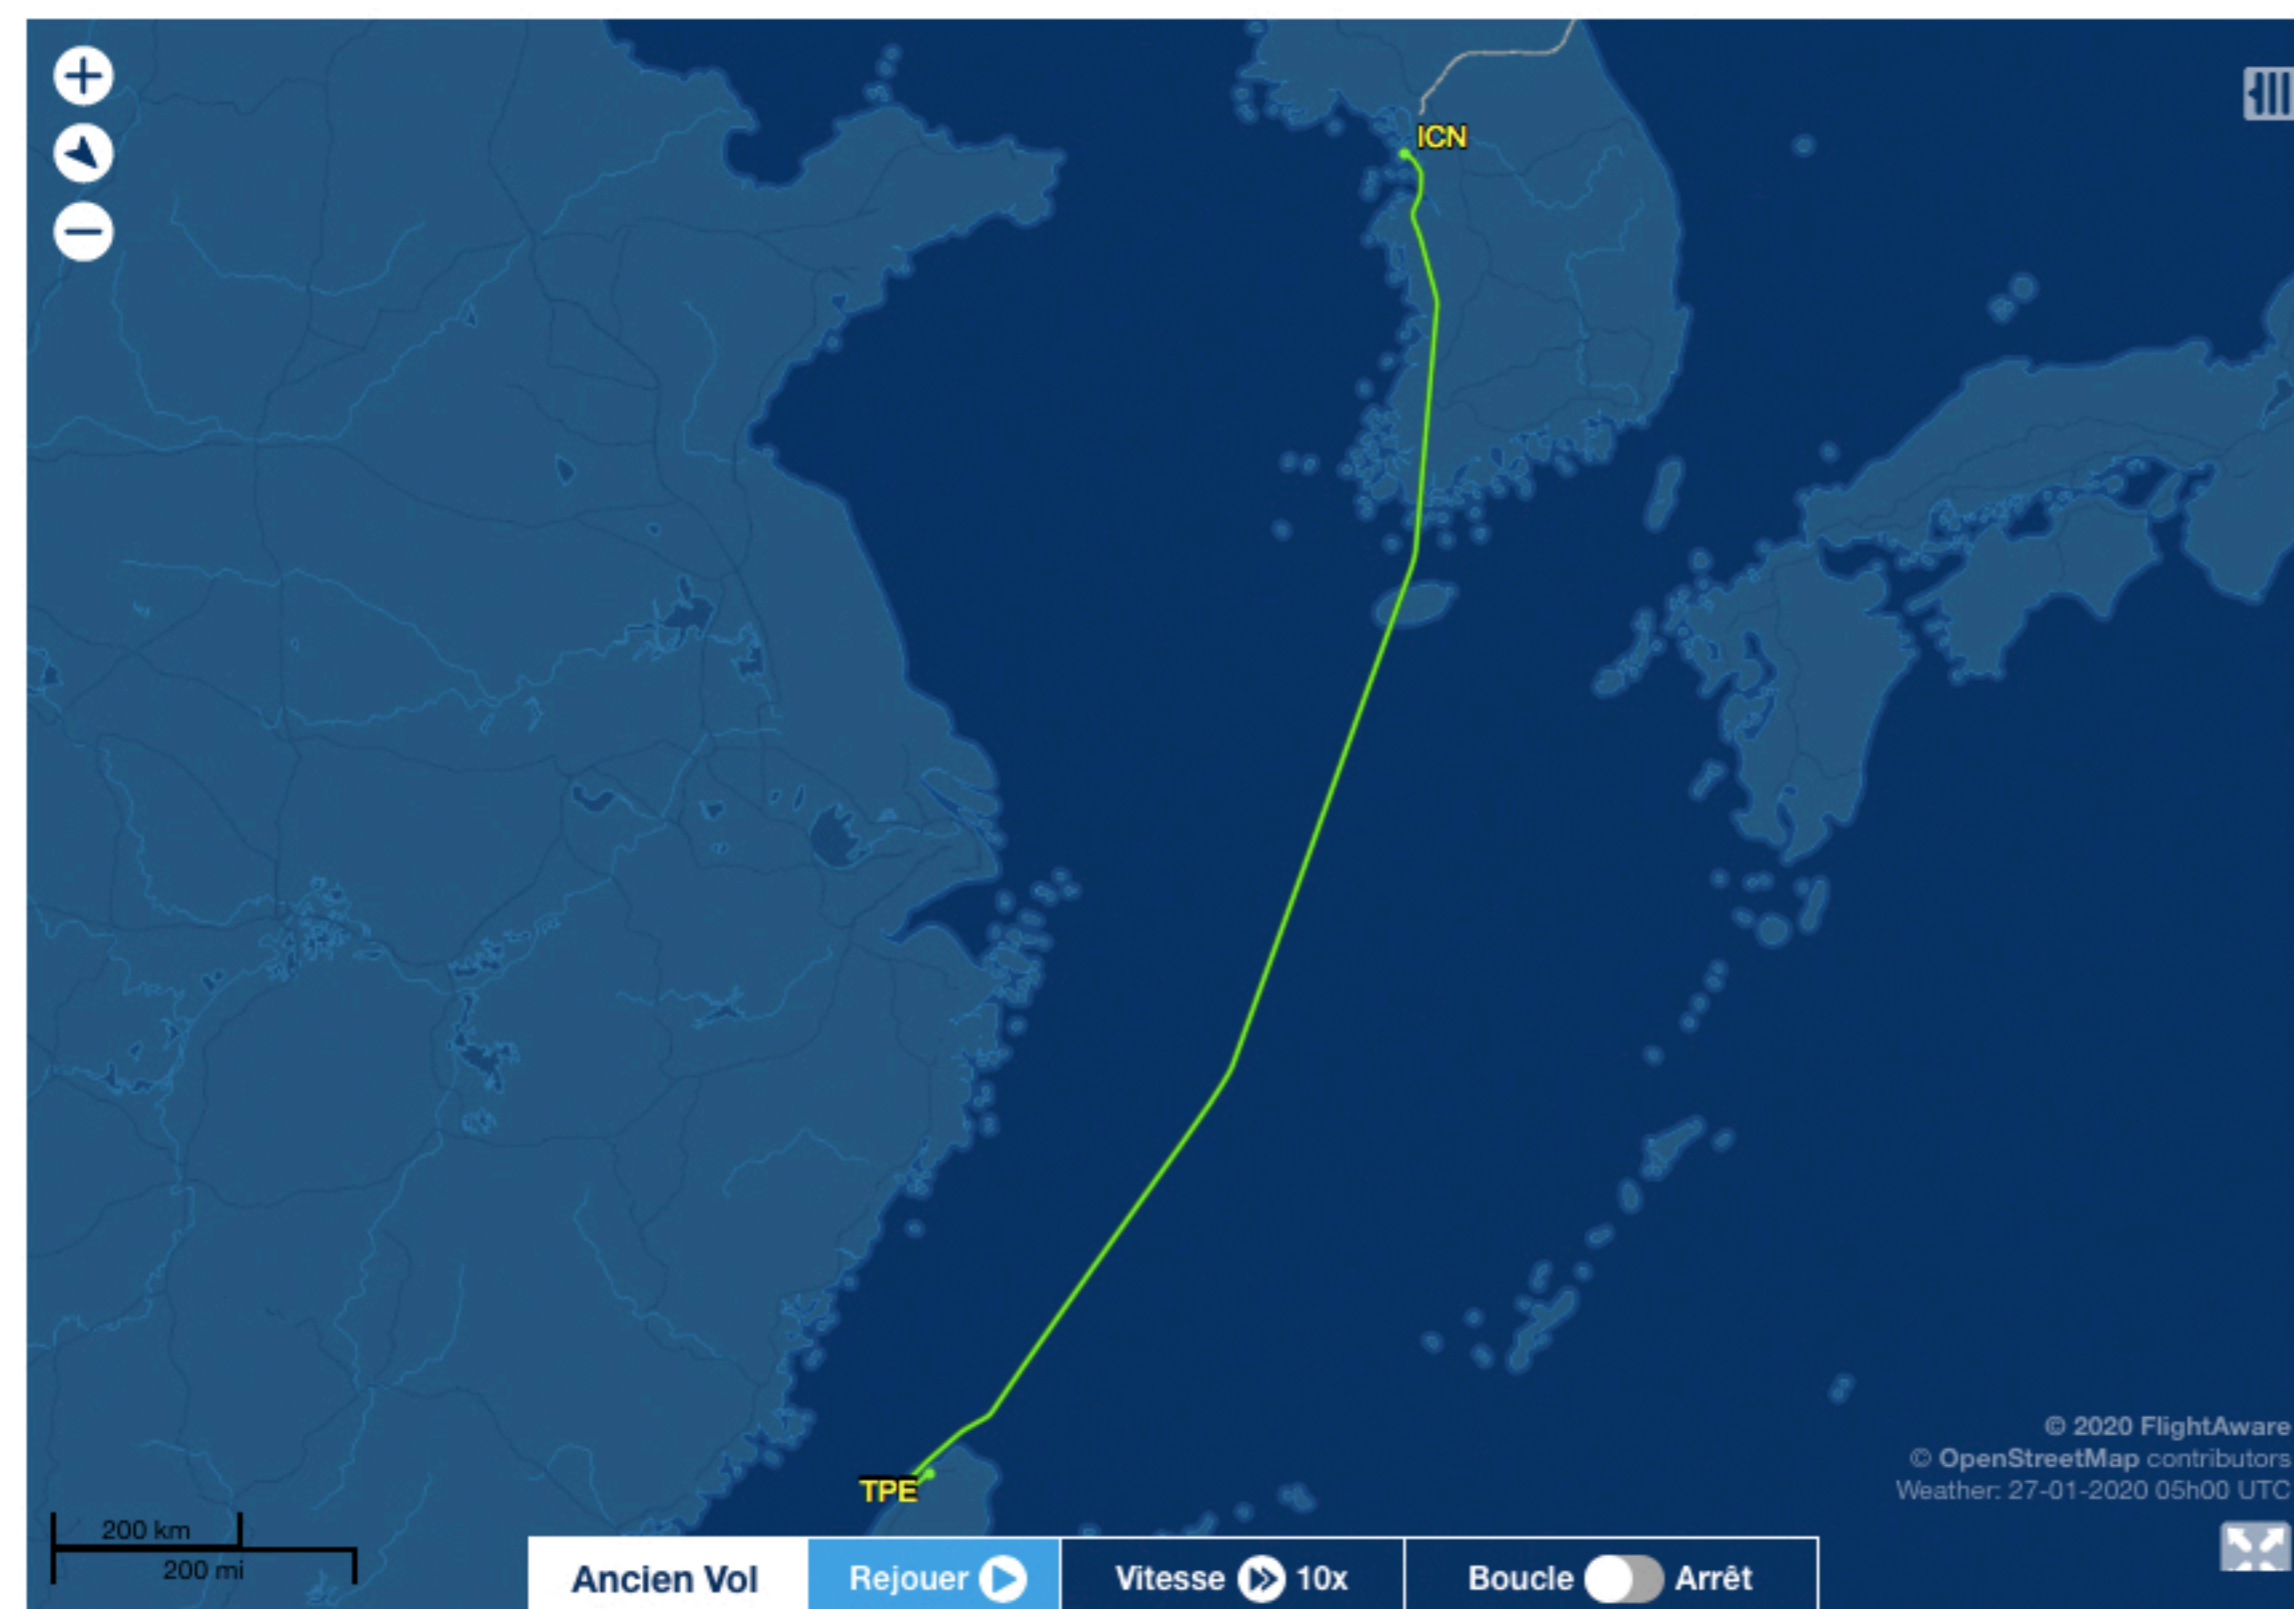 ICN
TPE
© 2020 FlightAware
© OpenStreetMap contributors
Weather: 27-01-2020 05h00 UTC
200 km
200 mi
Ancien Vol
Rejouer
Vitesse 10x
Boucle Arrêt